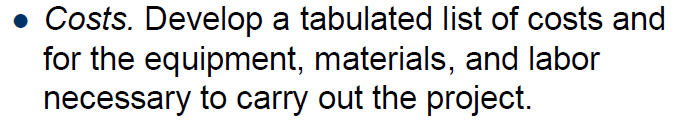 • Costs. Develop a tabulated list of costs and
for the equipment, materials, and labor
necessary to carry out the project.